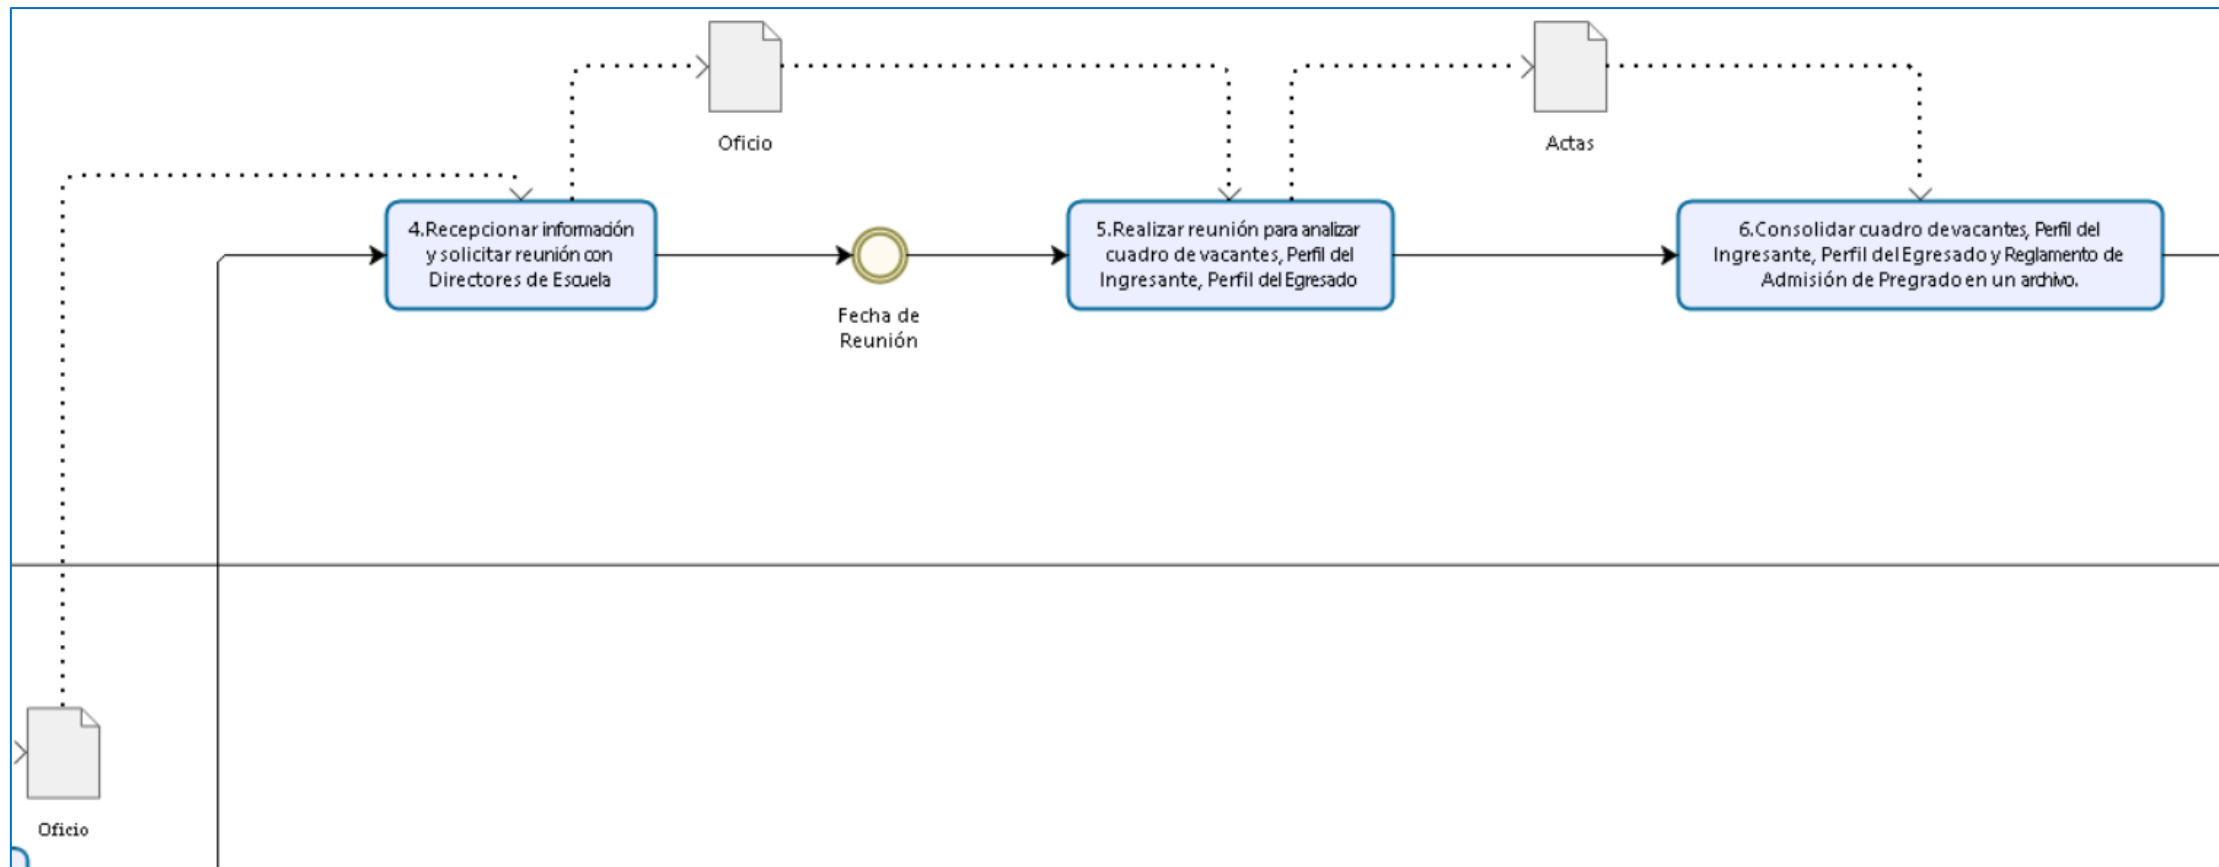 Oficio
Actas
4.Recepcionar información
y solicitar reunión con
Directores de Escuela
Fecha de
Reunión
5.Realizar reunión para analizar
cuadro de vacantes, Perfil del
Ingresante, Perfil del Egresado
6.Consolidar cuadro de vacantes, Perfil del
Ingresante, Perfil del Egresado y Reglamento de
Admisión de Pregrado en un archivo.
Oficio